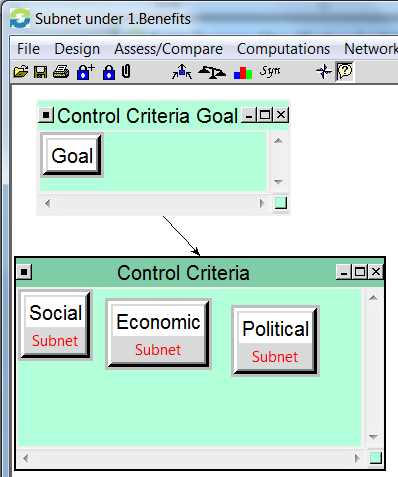 Subnet under 1.Benefits
File Design Assess/Compare Computations Network
Syn
Control Criteria Goal
Goal
Control Criteria
Social
Subnet
Economic
Subnet
Political
Subnet